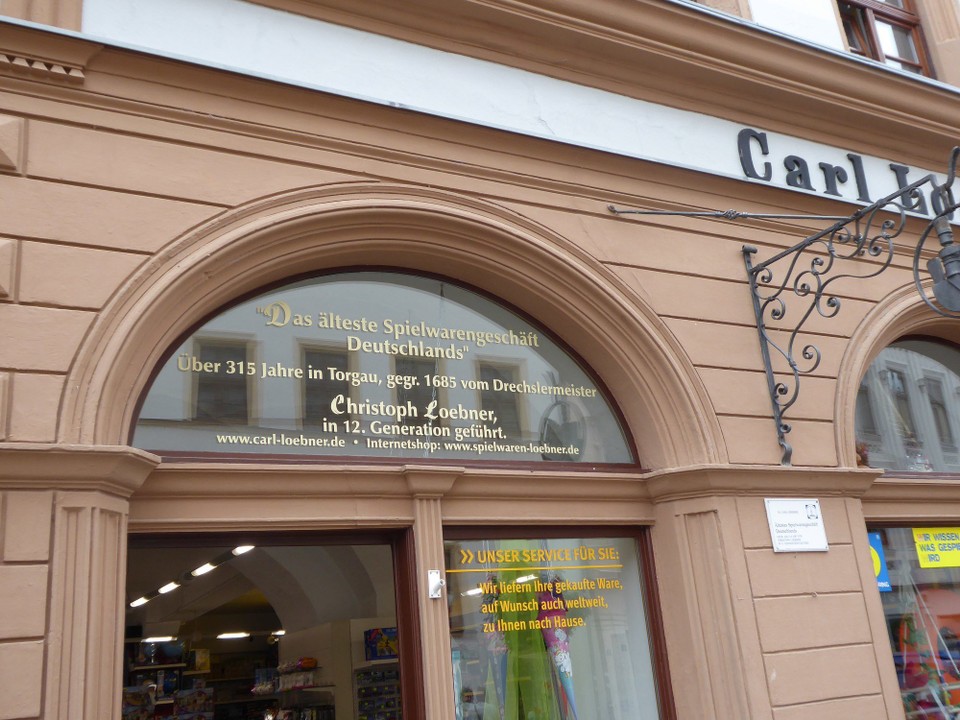 Carl
"Das älteste Spielwarengeschäft
Deutschlands"
Über 315 Jahre in Torgau, gegr. 1685 vom Drechslermeister
Christoph Loebner,
in 12. Generation geführt.
www.carl-loebner.de • Internetshop: www.spielwaren-loebner.de
» UNSER SERVICE FÜR SIE:
Wir liefern Ihre gekaufte Ware,
auf Wunsch auch weltweit,
zu Ihnen nach Hause.
WISSEN
WAS